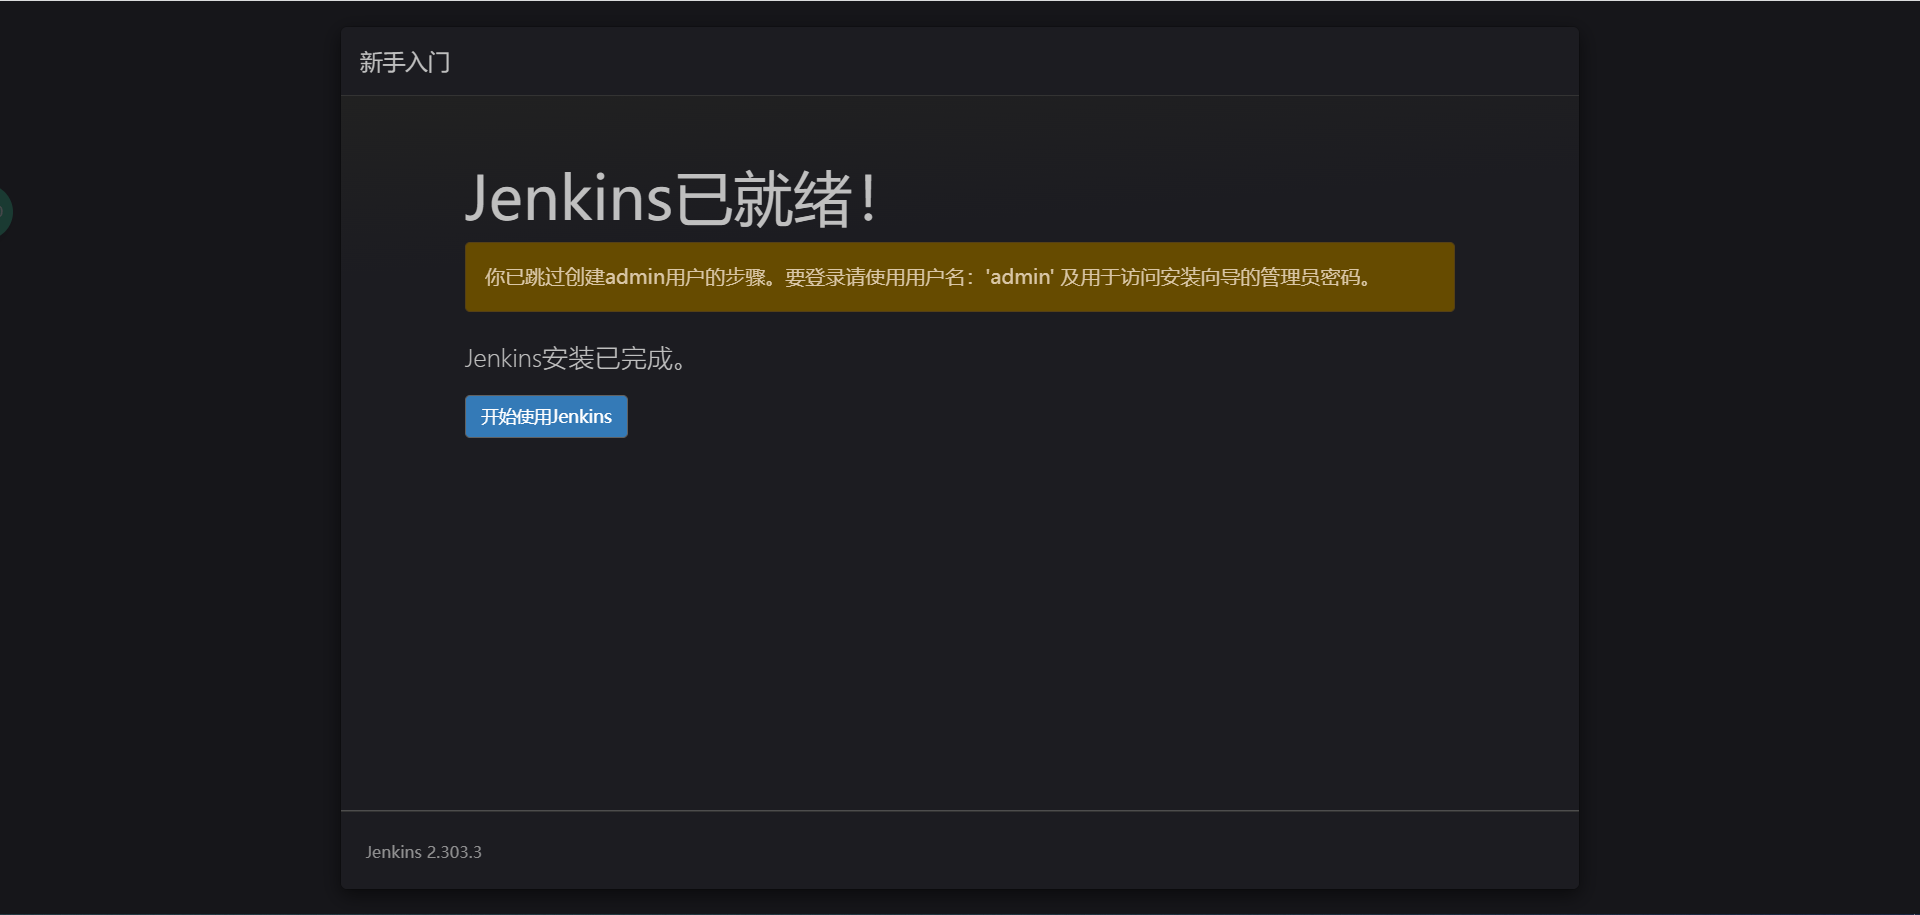 新手入门
Jenkins已就绪！
你已跳过创建admin用户的步骤。要登录请使用用户名：'admin' 及用于访问安装向导的管理员密码。
Jenkins安装已完成。
开始使用Jenkins
Jenkins 2.303.3